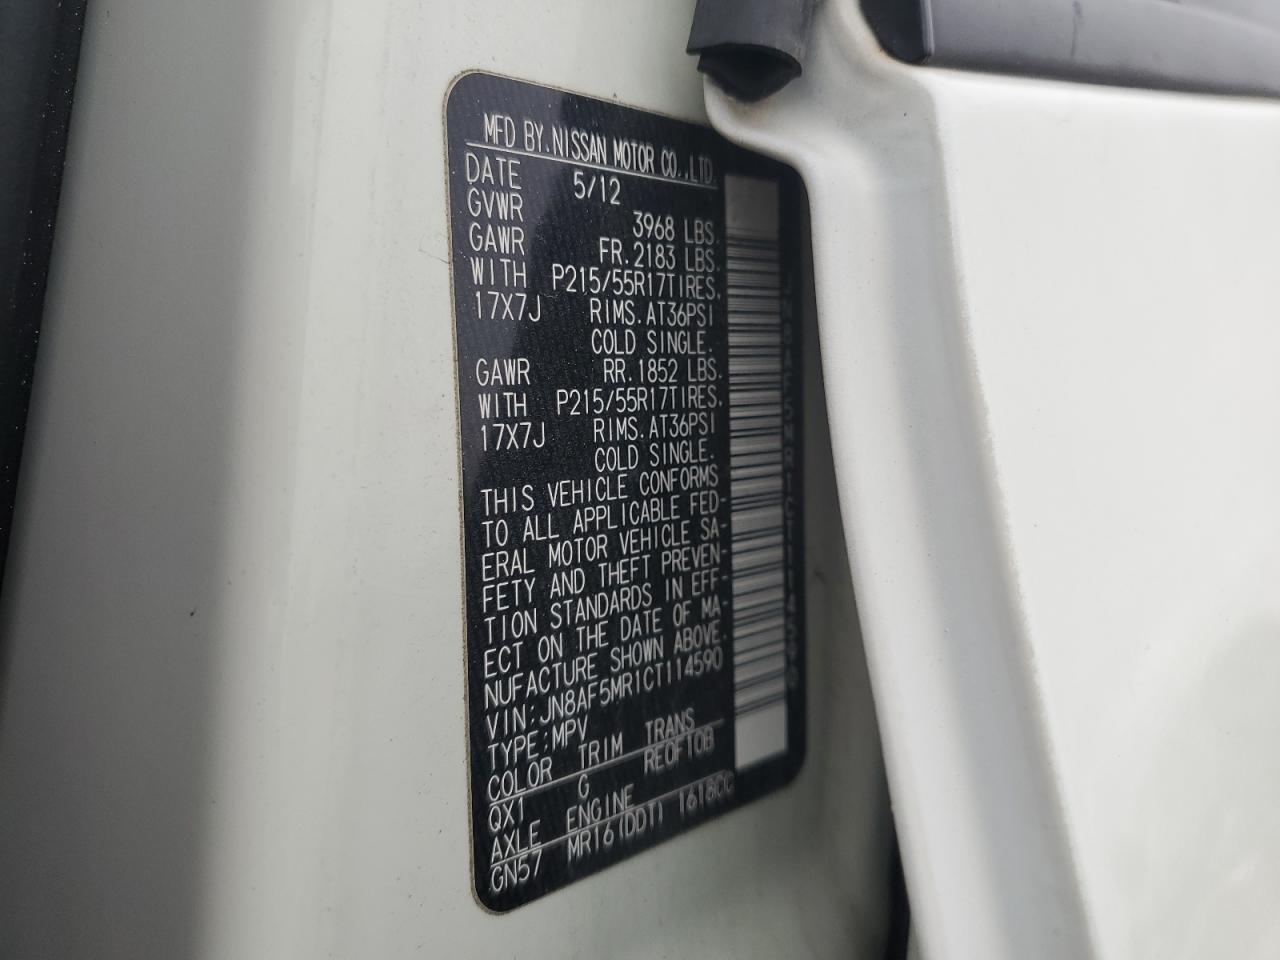 MFD BY. NISSAN MOTOR CO., LTD.
DATE 5/12
GVWR 3968 LBS.
GAWR FR. 2183 LBS.
WITH P215/55R17TIRES.
17X7J RIMS. AT36PSI
COLD SINGLE.
GAWR RR. 1852 LBS.
WITH P215/55R17TIRES.
17X7J RIMS. AT36PSI
COLD SINGLE.
THIS VEHICLE CONFORMS
TO ALL APPLICABLE FED-
ERAL MOTOR VEHICLE SA-
FETY AND THEFT PREVEN-
TION STANDARDS IN EFF-
ECT ON THE DATE OF MA-
NUFACTURE SHOWN ABOVE.
VIN: JN8AF5MR1CT114590
TYPE: MPV
COLOR TRIM TRANS
QX1 G RE0F10B
AXLE ENGINE
GN57 MR16(DDT) 1618CC